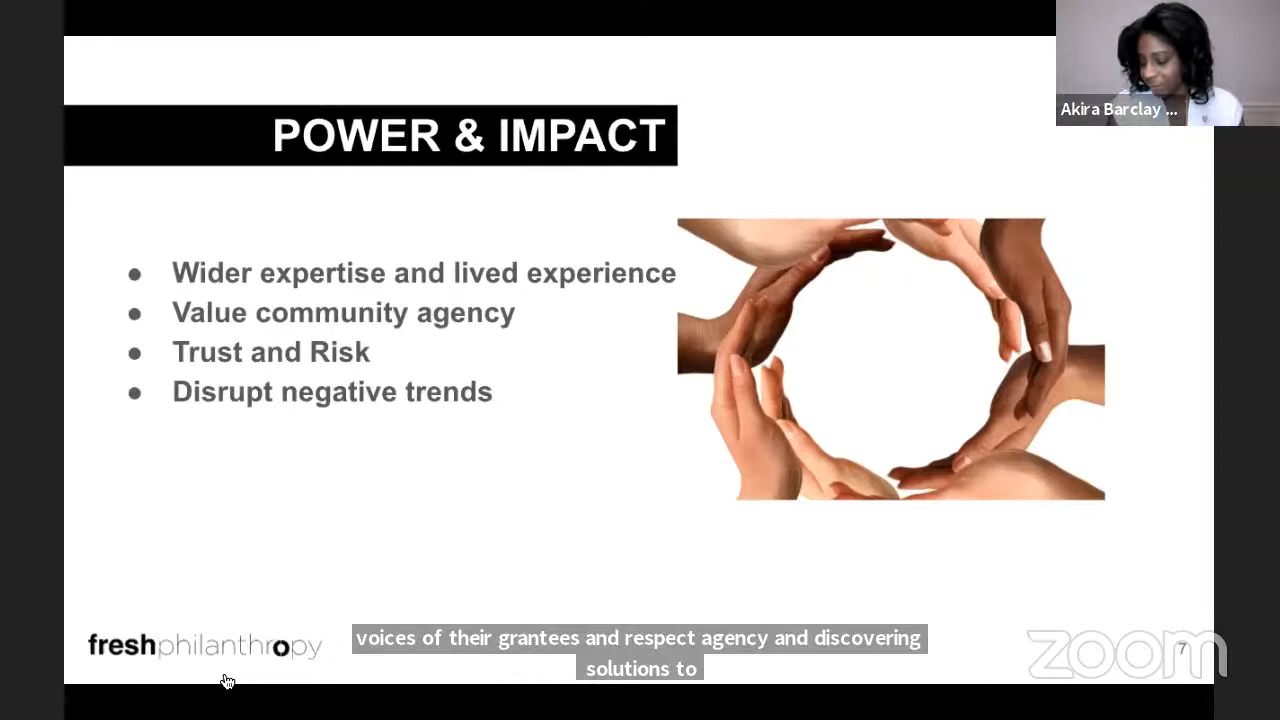 Akira Barclay ...
POWER & IMPACT
● Wider expertise and lived experience
● Value community agency
● Trust and Risk
● Disrupt negative trends
freshphilanthropy
voices of their grantees and respect agency and discovering
solutions to
zoom
7